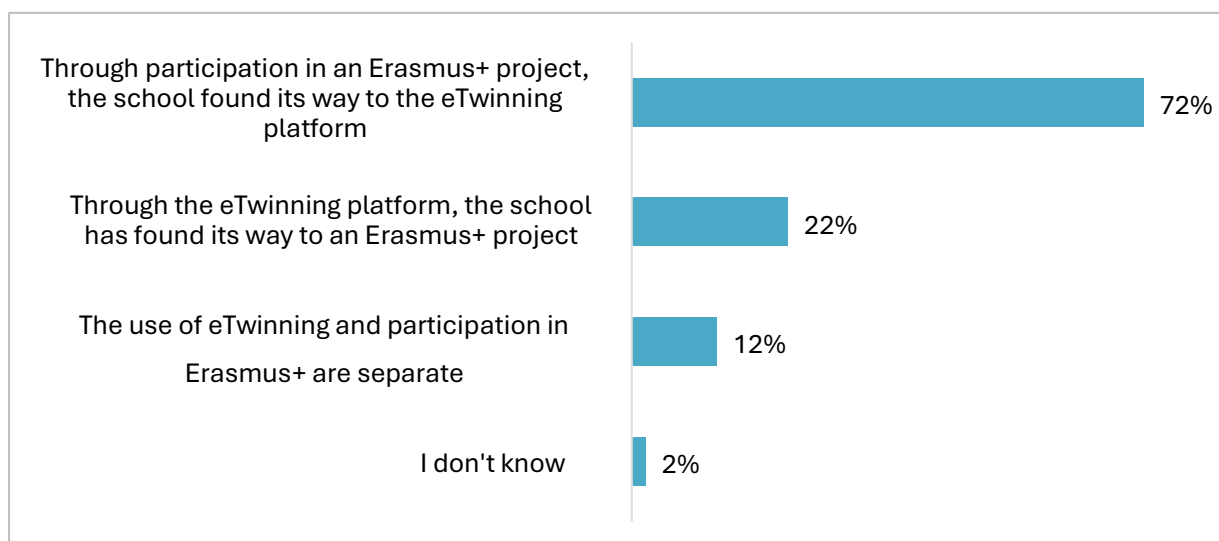 Through participation in an Erasmus+ project,
the school found its way to the eTwinning
platform
72%
Through the eTwinning platform, the school
has found its way to an Erasmus+ project
22%
The use of eTwinning and participation in
Erasmus+ are separate
12%
I don't know
2%